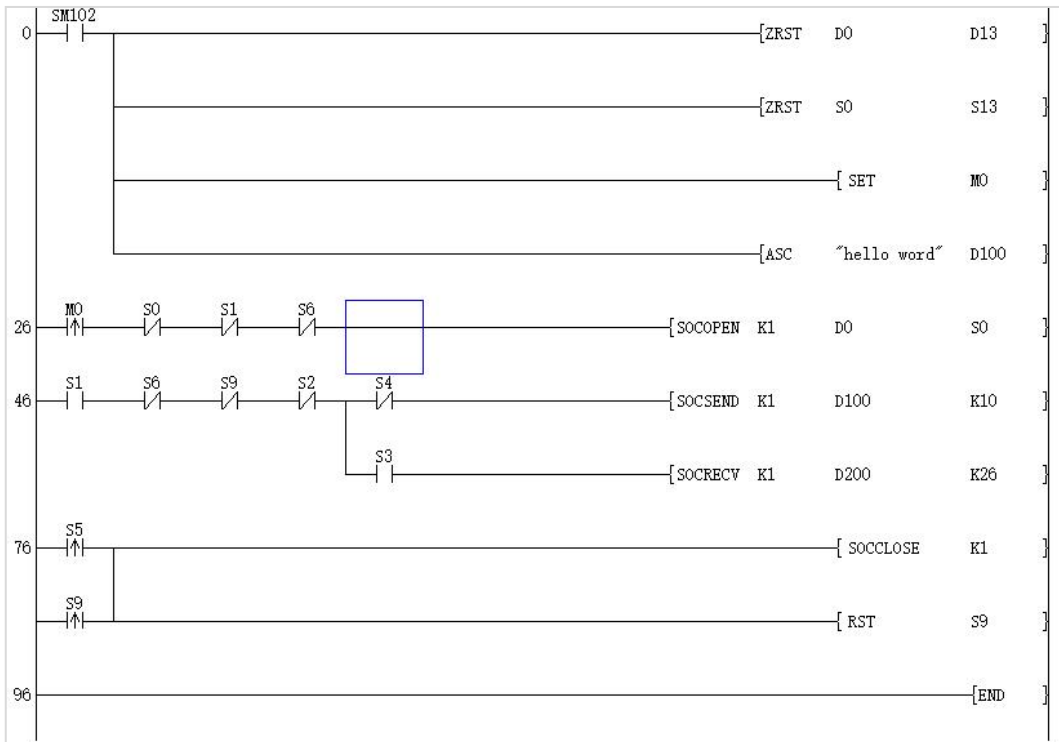 SM102
0 [ZRST D0 D13 ]
[ZRST S0 S13 ]
[ SET M0 ]
[ASC "hello word" D100 ]
M0 S0 S1 S6
26 [SOCOPEN K1 D0 S0 ]
S1 S6 S9 S2 S4
46 [SOCSEND K1 D100 K10 ]
S3
[SOCRECV K1 D200 K26 ]
S5
76 [ SOCCLOSE K1 ]
S9
[ RST S9 ]
96 [END ]